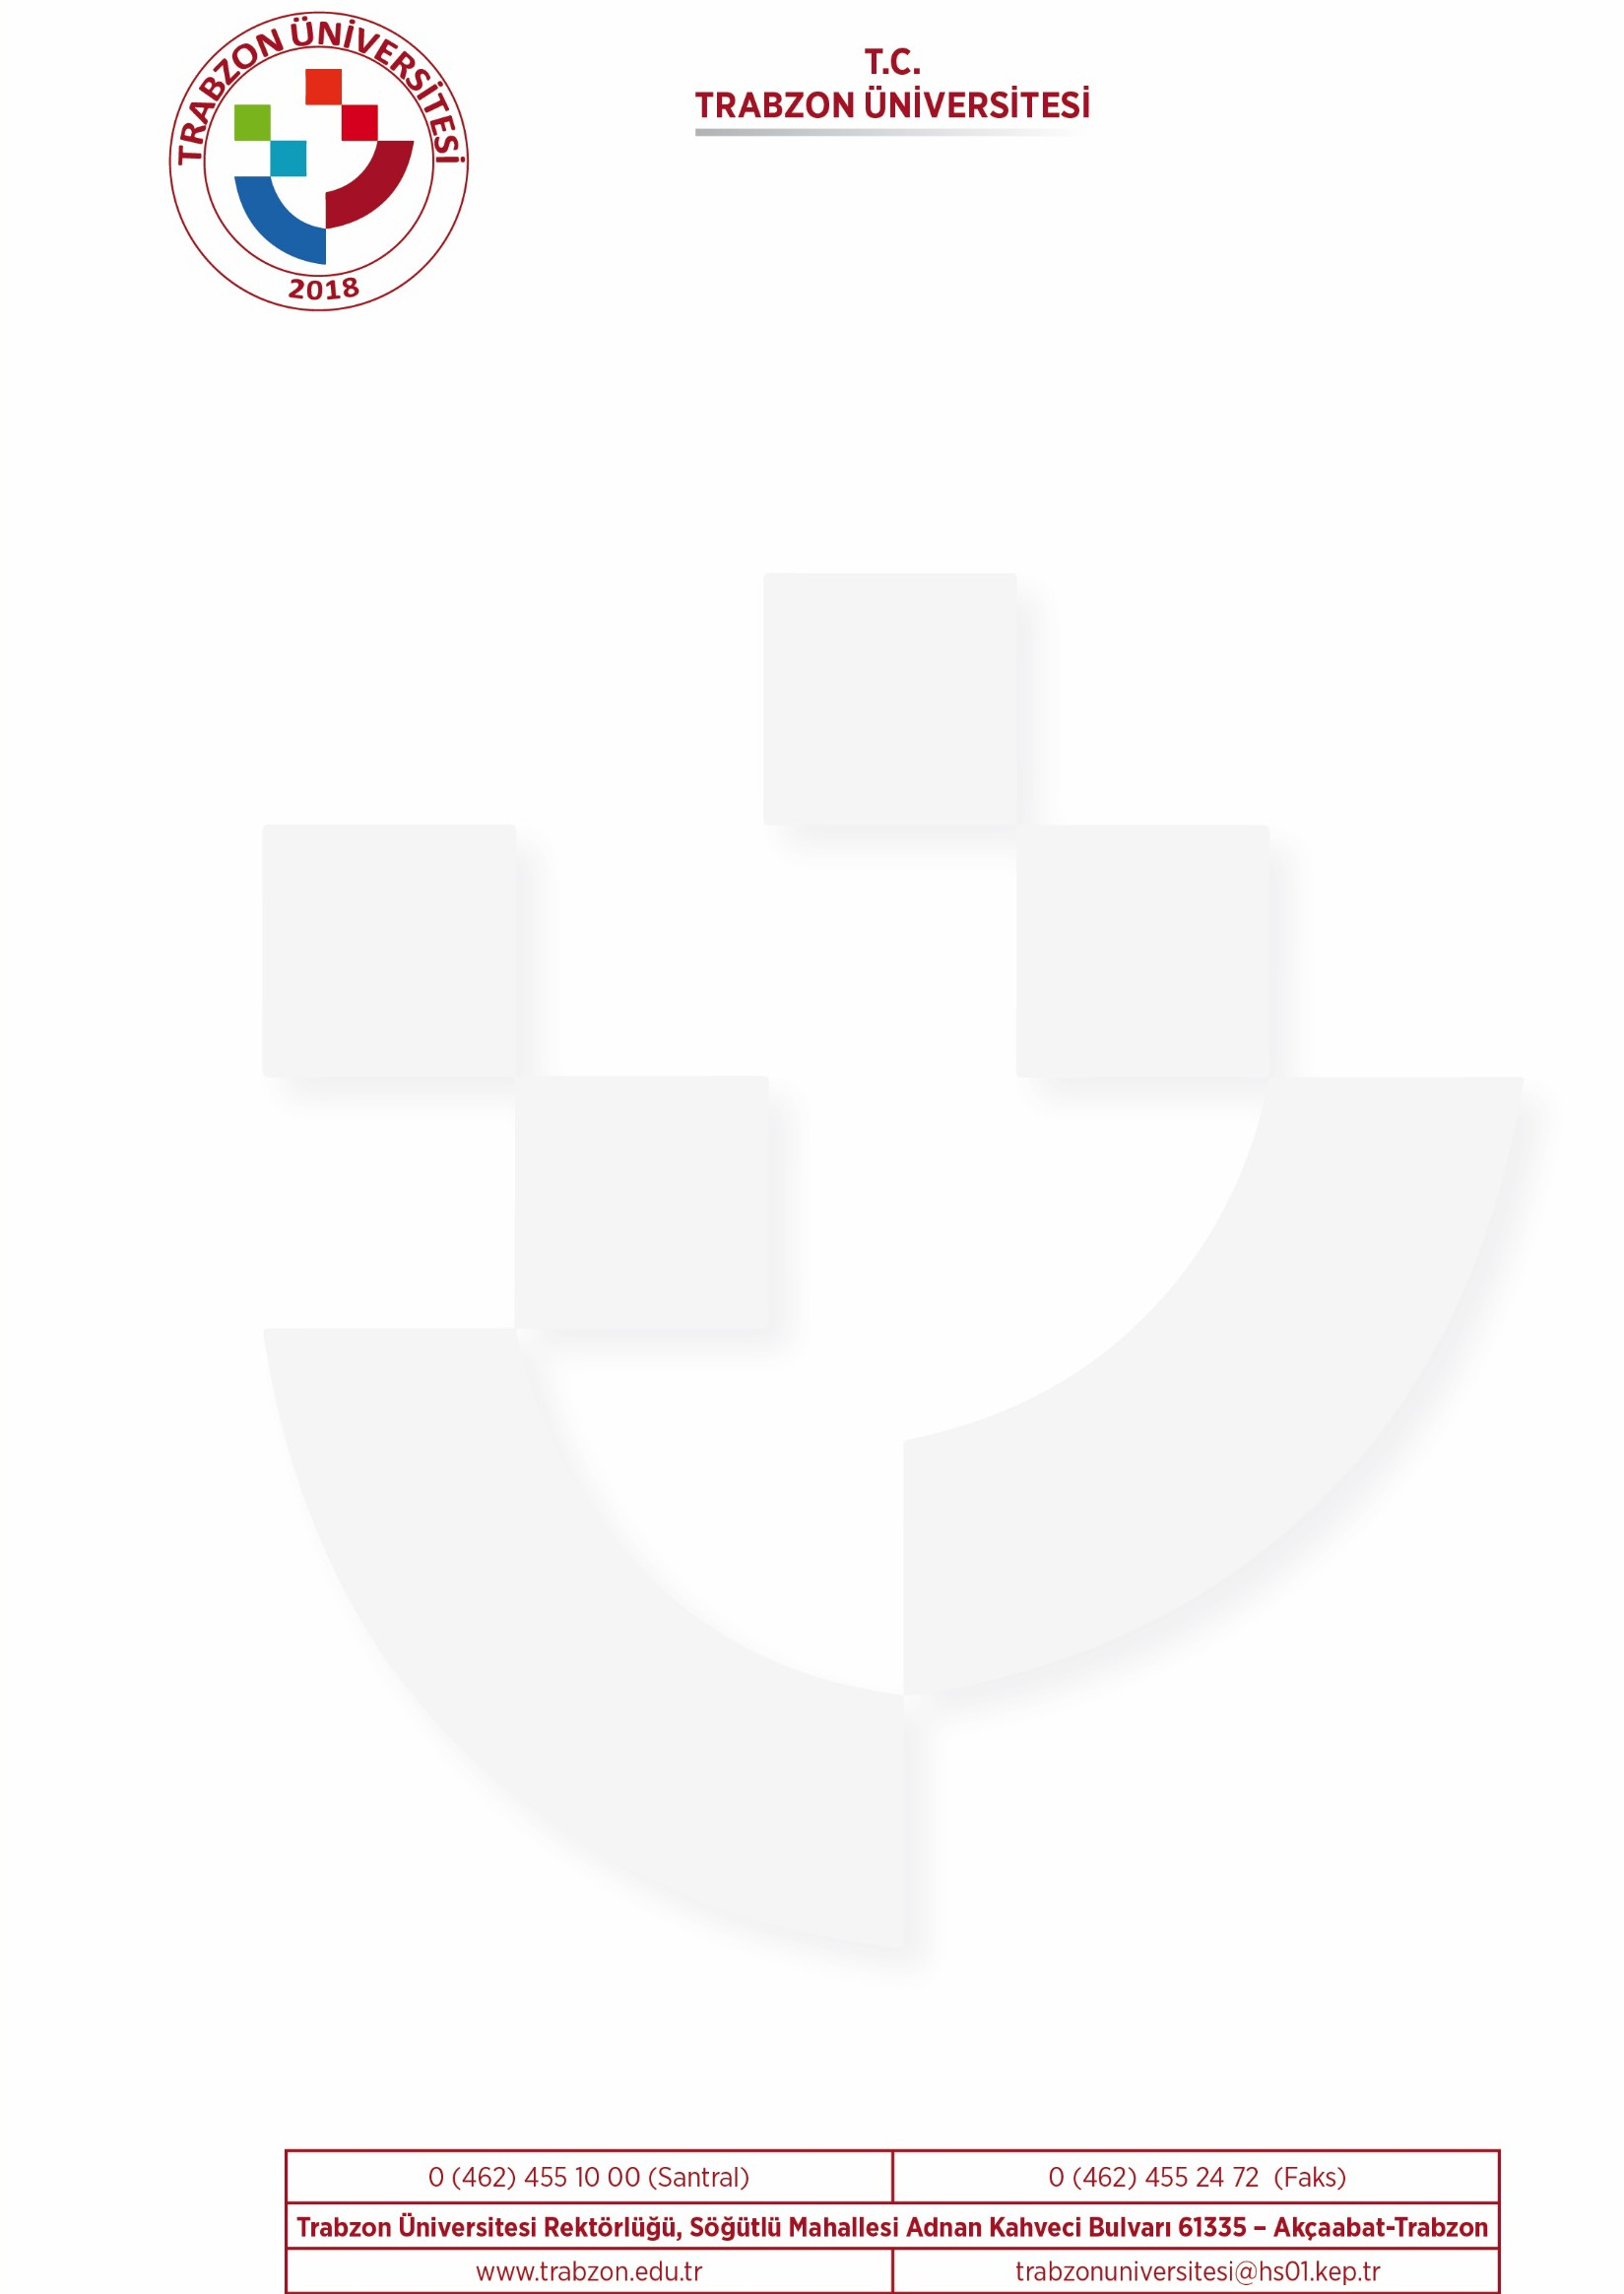 TRABZON ÜNİVERSİTESİ
2018
T.C.
TRABZON ÜNİVERSİTESİ
0 (462) 455 10 00 (Santral)
0 (462) 455 24 72 (Faks)
Trabzon Üniversitesi Rektörlüğü, Söğütlü Mahallesi Adnan Kahveci Bulvarı 61335 – Akçaabat-Trabzon
www.trabzon.edu.tr
trabzonuniversitesi@hs01.kep.tr